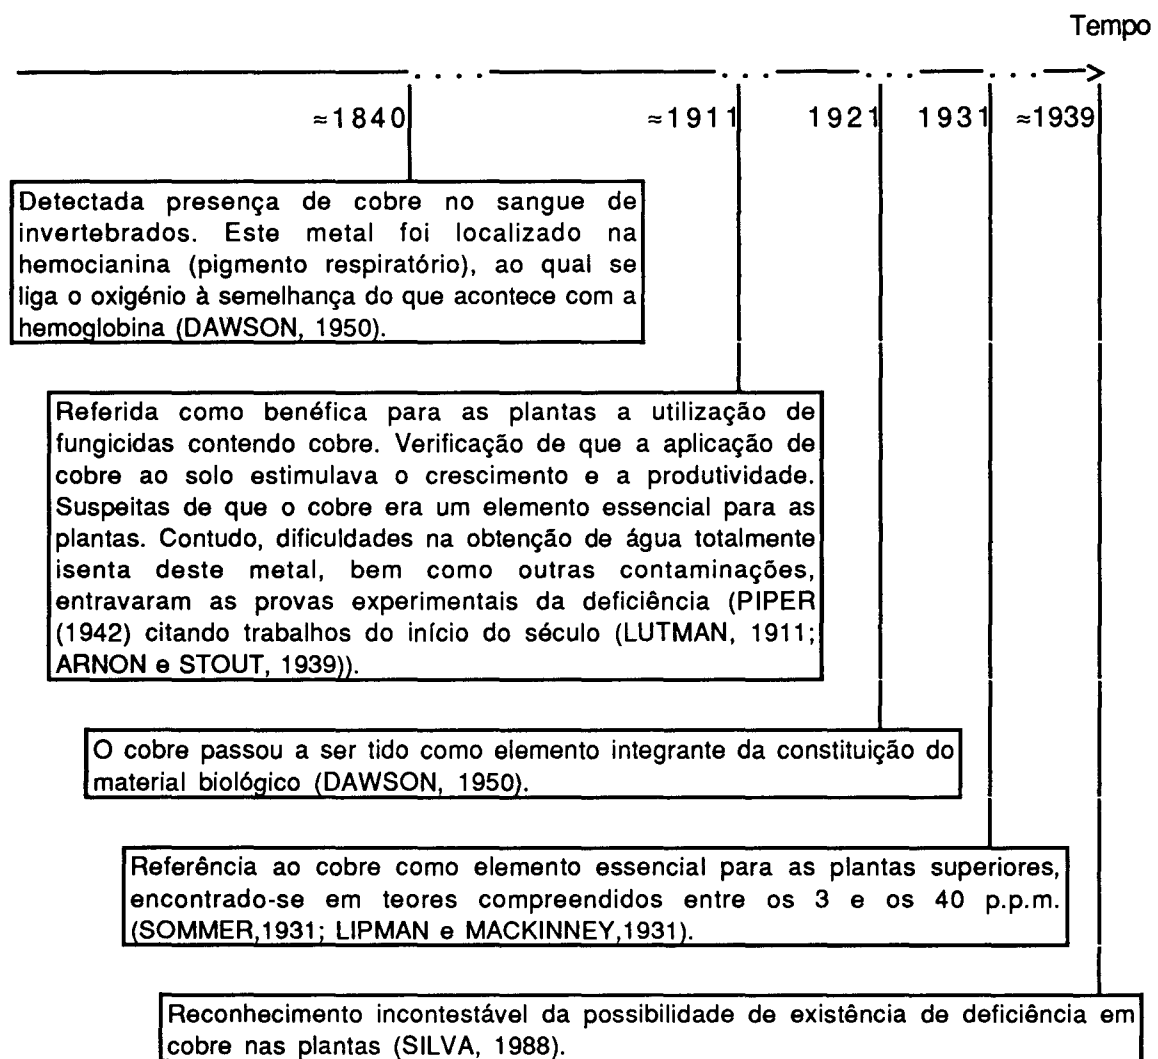 Tempo
≈1840 ≈1911 1921 1931 ≈1939
Detectada presença de cobre no sangue de
invertebrados. Este metal foi localizado na
hemocianina (pigmento respiratório), ao qual se
liga o oxigénio à semelhança do que acontece com a
hemoglobina (DAWSON, 1950).
Referida como benéfica para as plantas a utilização de
fungicidas contendo cobre. Verificação de que a aplicação de
cobre ao solo estimulava o crescimento e a produtividade.
Suspeitas de que o cobre era um elemento essencial para as
plantas. Contudo, dificuldades na obtenção de água totalmente
isenta deste metal, bem como outras contaminações,
entravaram as provas experimentais da deficiência (PIPER
(1942) citando trabalhos do início do século (LUTMAN, 1911;
ARNON e STOUT, 1939)).
O cobre passou a ser tido como elemento integrante da constituição do
material biológico (DAWSON, 1950).
Referência ao cobre como elemento essencial para as plantas superiores,
encontrado-se em teores compreendidos entre os 3 e os 40 p.p.m.
(SOMMER,1931; LIPMAN e MACKINNEY,1931).
Reconhecimento incontestável da possibilidade de existência de deficiência em
cobre nas plantas (SILVA, 1988).